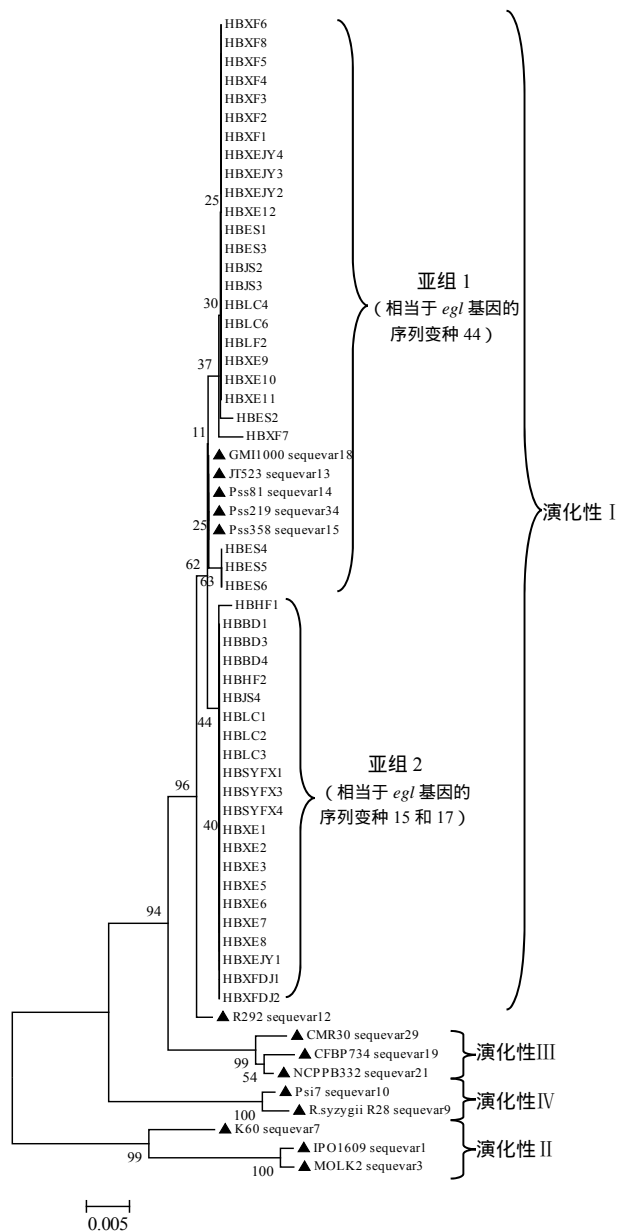 HBXF6
HBXF8
HBXF5
HBXF4
HBXF3
HBXF2
HBXF1
HBXEJY4
HBXEJY3
HBXEJY2
25
HBXE12
HBES1
HBES3
HBJS2
HBJS3
30
HBLC4
HBLC6
HBLF2
37
HBXE9
HBXE10
HBXE11
HBES2
11
HBXF7
▲ GMI1000 sequevar18
▲ JT523 sequevar13
▲ Pss81 sequevar14
▲ Pss219 sequevar34
25
▲ Pss358 sequevar15
HBES4
62
HBES5
63
HBES6
亚组 1
（相当于 egl 基因的
序列变种 44）
演化性 I
HBHF1
HBBD1
HBBD3
HBBD4
HBHF2
HBJS4
HBLC1
44
HBLC2
HBLC3
HBSYFX1
96
HBSYFX3
HBSYFX4
40
HBXE1
HBXE2
HBXE3
HBXE5
HBXE6
HBXE7
94
HBXE8
HBXEJY1
HBXFDJ1
HBXFDJ2
亚组 2
（相当于 egl 基因的
序列变种 15 和 17）
▲ R292 sequevar12
▲ CMR30 sequevar29
▲ CFBP734 sequevar19
99
▲ NCPPB332 sequevar21
54
演化性III
▲ Psi7 sequevar10
▲ R.syzygii R28 sequevar9
100
演化性IV
▲ K60 sequevar7
▲ IPO1609 sequevar1
99
▲ MOLK2 sequevar3
100
演化性 II
0.005